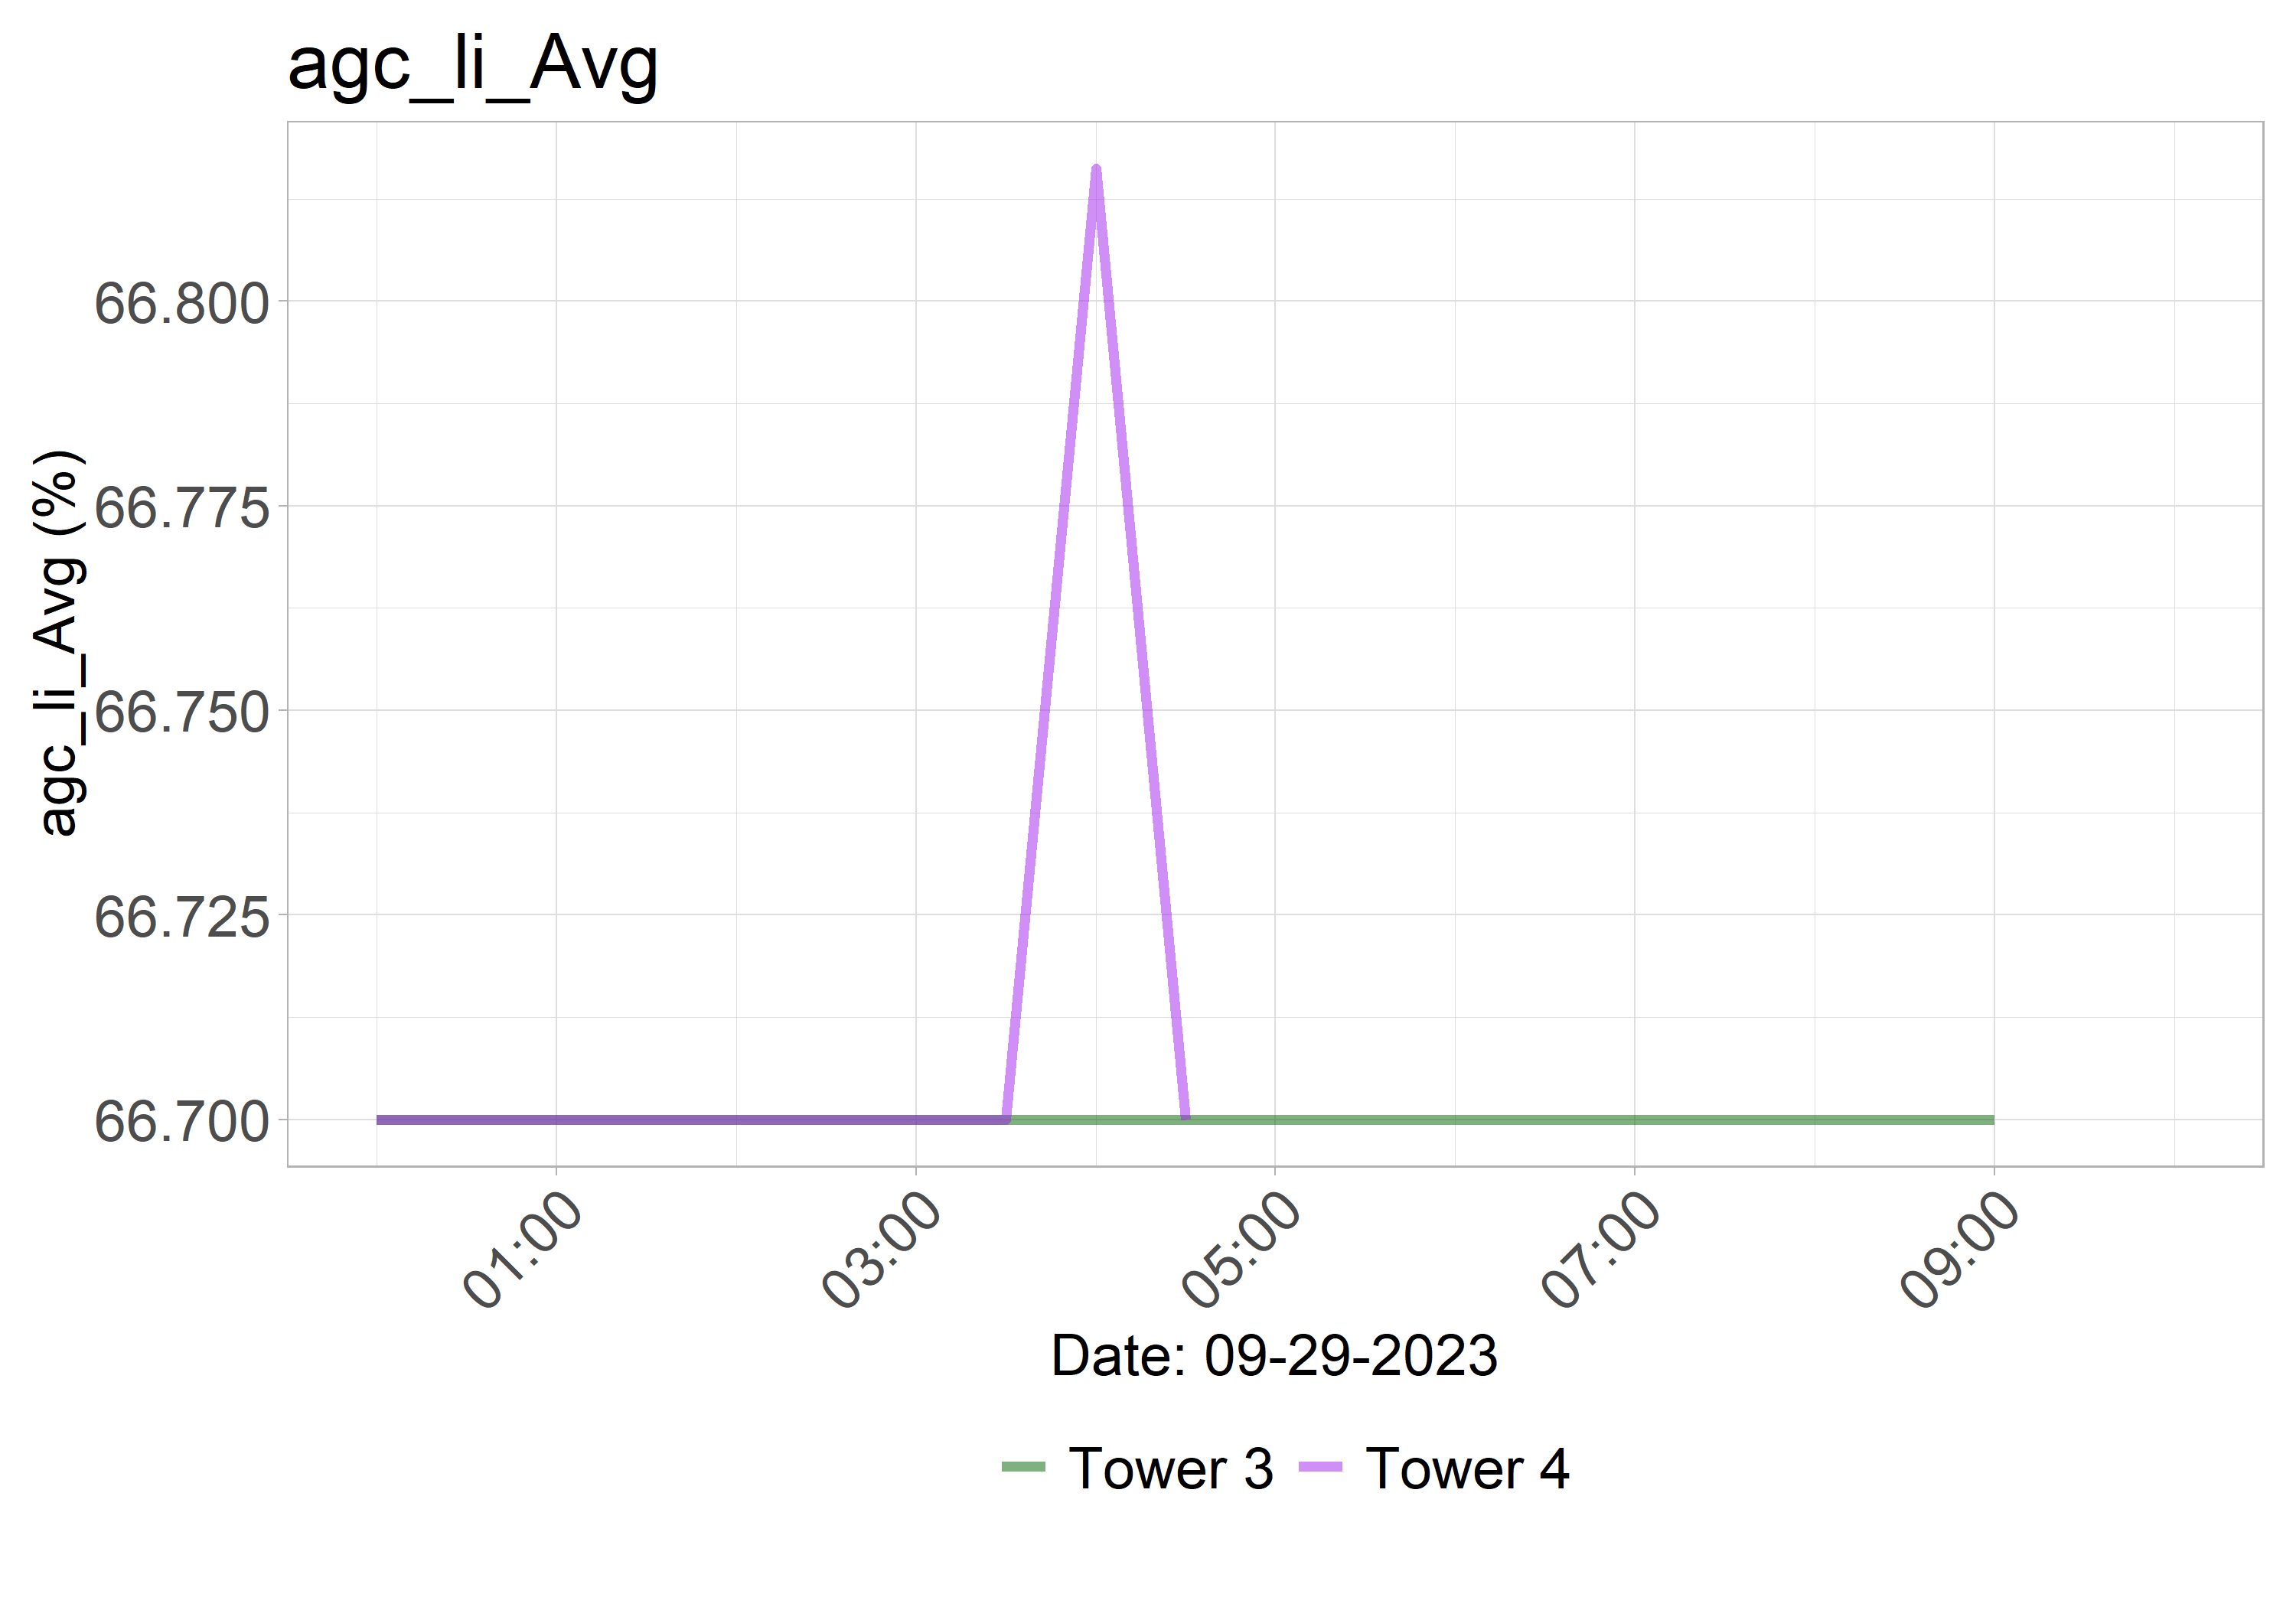 agc_li_Avg
agc_li_Avg (%)
66.800
66.775
66.750
66.725
66.700
01:00
03:00
05:00
07:00
09:00
Date: 09-29-2023
Tower 3
Tower 4